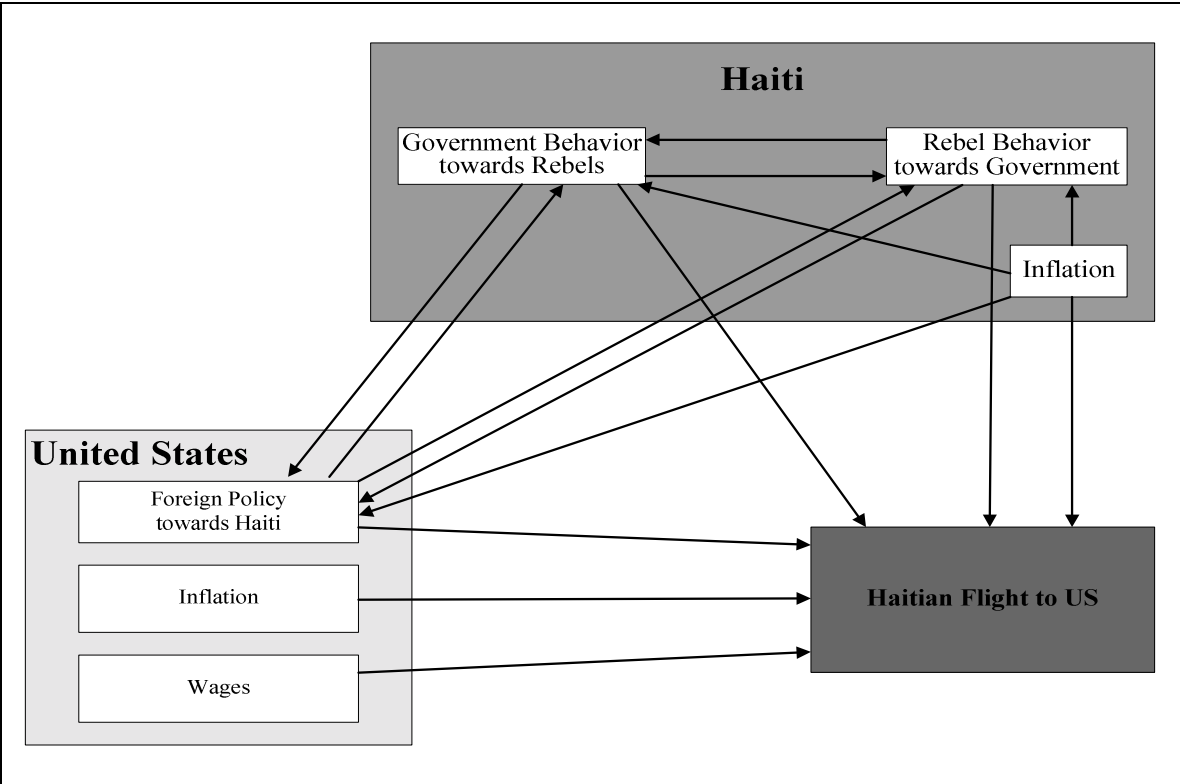 Haiti
Government Behavior
towards Rebels
Rebel Behavior
towards Government
Inflation
United States
Foreign Policy
towards Haiti
Inflation
Wages
Haitian Flight to US